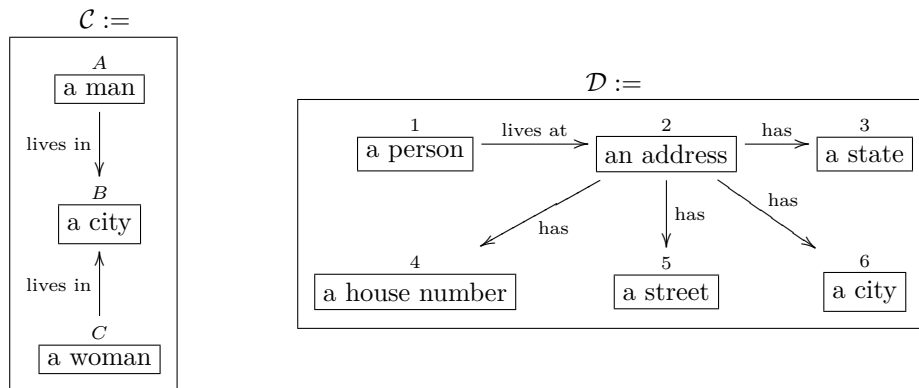 C :=
A
a man
lives in
B
a city
lives in
C
a woman
D :=
1
a person
lives at
2
an address
has
3
a state
has
has
has
4
a house number
5
a street
6
a city